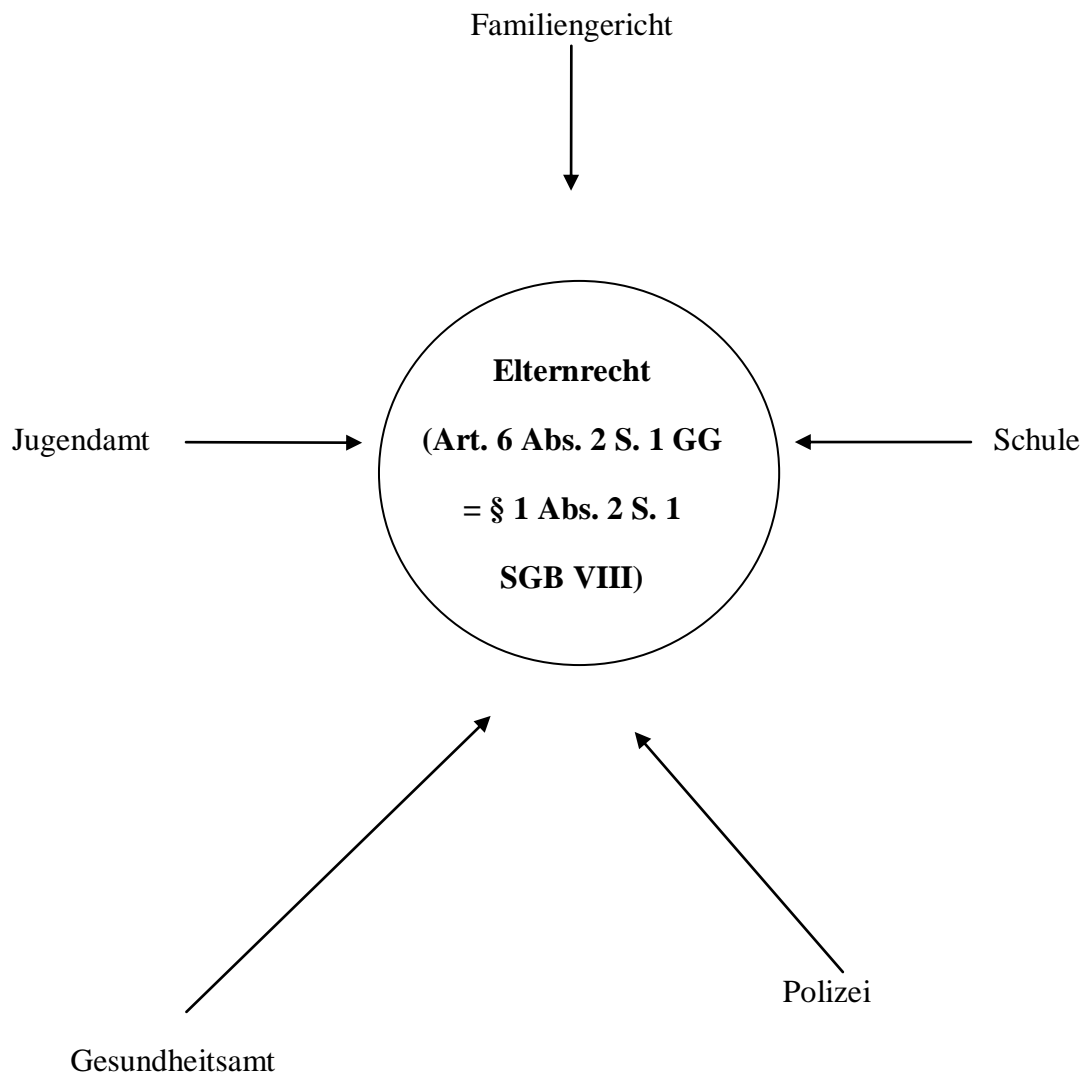 Familiengericht
Elternrecht
Jugendamt
(Art. 6 Abs. 2 S. 1 GG
Schule
= § 1 Abs. 2 S. 1
SGB VIII)
Polizei
Gesundheitsamt